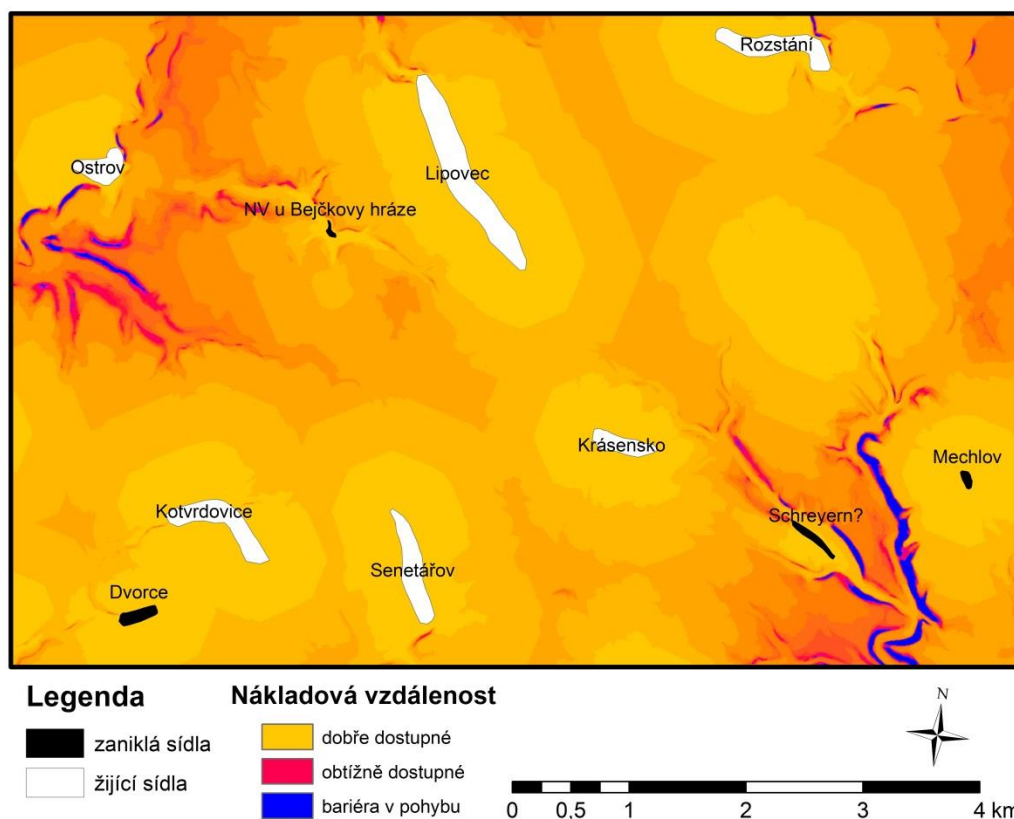 Rozstání
Ostrov
Lipovec
NV u Bejčkovy hráze
Krásensko
Mechlov
Kotvrdovice
Schreyern?
Senetářov
Dvorce
Legenda
zaniklá sídla
žijící sídla
Nákladová vzdálenost
dobře dostupné
obtížně dostupné
bariéra v pohybu
N
0 0,5 1 2 3 4 km